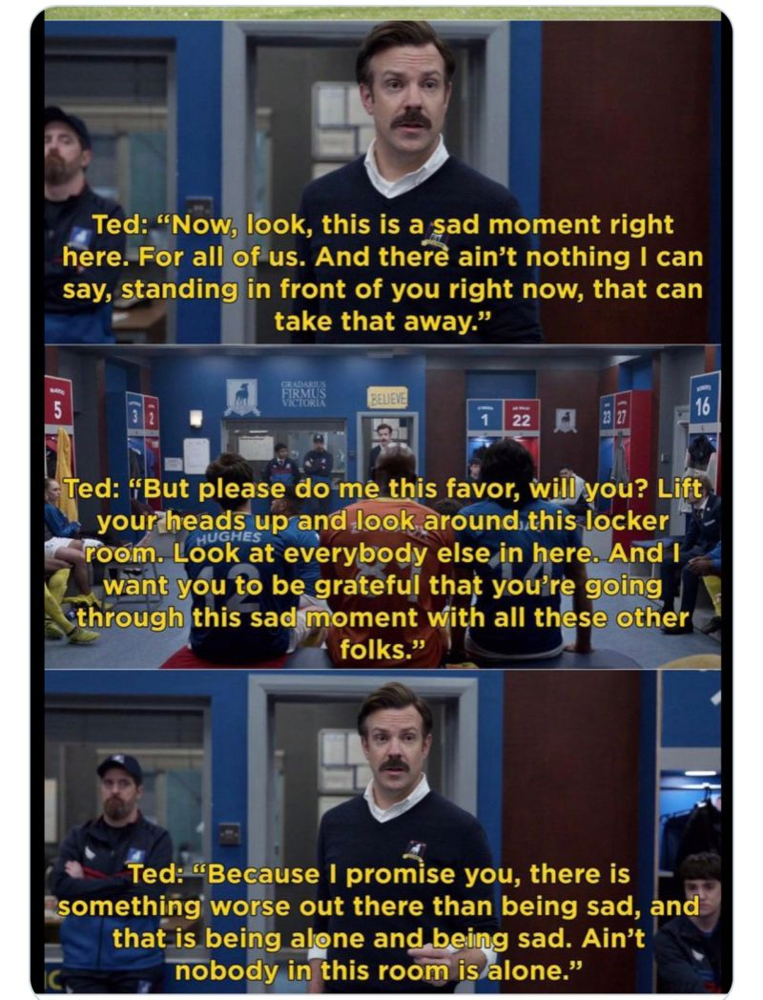 Ted: “Now, look, this is a sad moment right
here. For all of us. And there ain’t nothing I can
say, standing in front of you right now, that can
take that away.”
5
3 2
GRADARIUS
FIRMUS
VICTORIA
BELIEVE
1 22
23 27
16
Ted: “But please do me this favor, will you? Lift
your heads up and look around this locker
room. Look at everybody else in here. And I
want you to be grateful that you’re going
through this sad moment with all these other
folks.”
HUGHES
12
Ted: “Because I promise you, there is
something worse out there than being sad, and
that is being alone and being sad. Ain’t
nobody in this room is alone.”